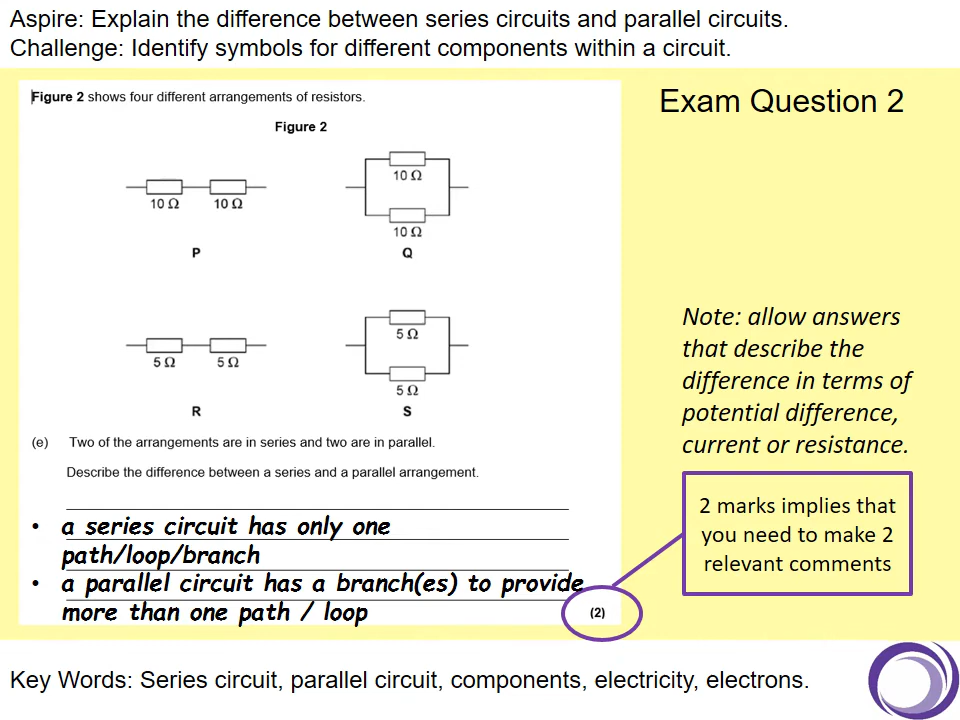 Aspire: Explain the difference between series circuits and parallel circuits.
Challenge: Identify symbols for different components within a circuit.
Figure 2 shows four different arrangements of resistors.
Exam Question 2
Figure 2
10 Ω
10 Ω
10 Ω
10 Ω
P
Q
5 Ω
5 Ω
5 Ω
5 Ω
R
S
Note: allow answers
that describe the
difference in terms of
potential difference,
current or resistance.
(e) Two of the arrangements are in series and two are in parallel.
Describe the difference between a series and a parallel arrangement.
• a series circuit has only one
path/loop/branch
• a parallel circuit has a branch(es) to provide
more than one path / loop
(2)
2 marks implies that
you need to make 2
relevant comments
Key Words: Series circuit, parallel circuit, components, electricity, electrons.